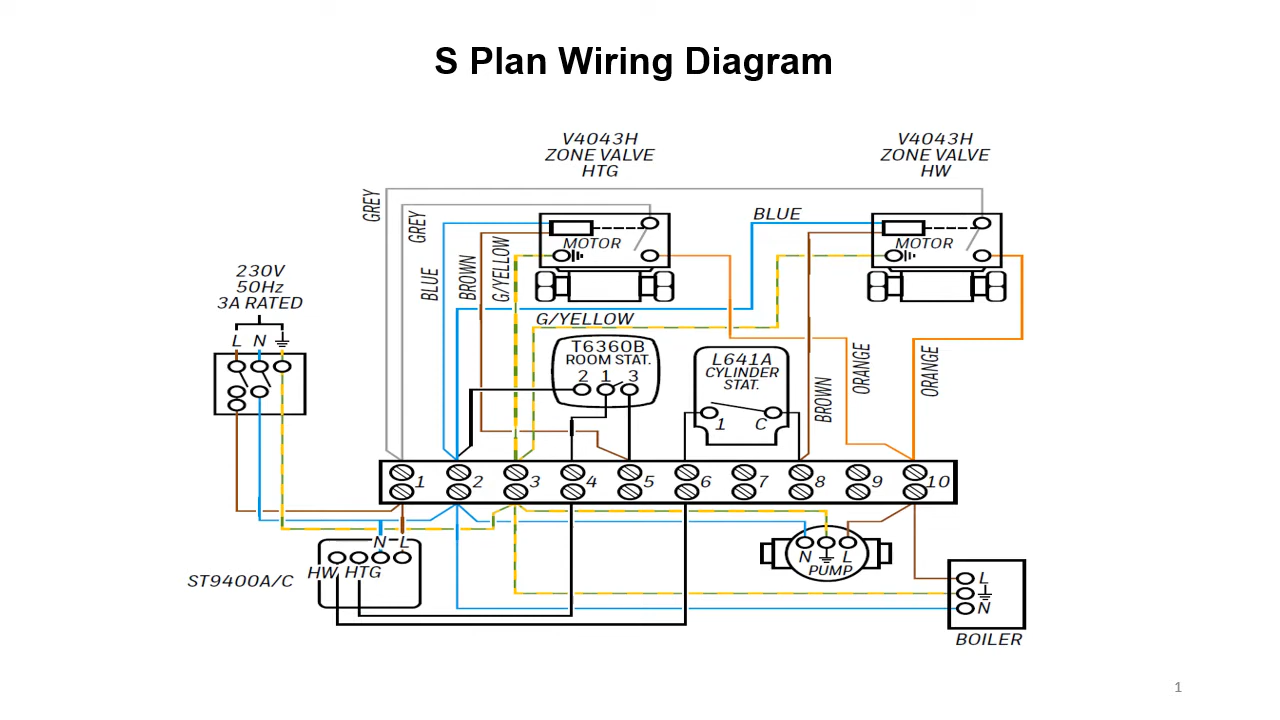 S Plan Wiring Diagram
V4043H
ZONE VALVE
HTG
V4043H
ZONE VALVE
HW
GREY
GREY
BLUE
BROWN
G/YELLOW
MOTOR
BLUE
MOTOR
230V
50Hz
3A RATED
L N
G/YELLOW
T6360B
ROOM STAT.
2 1 3
L641A
CYLINDER
STAT.
1 C
BROWN
ORANGE
ORANGE
1 2 3 4 5 6 7 8 9 10
N L
HW HTG
ST9400A/C
N L
PUMP
L
N
BOILER
1